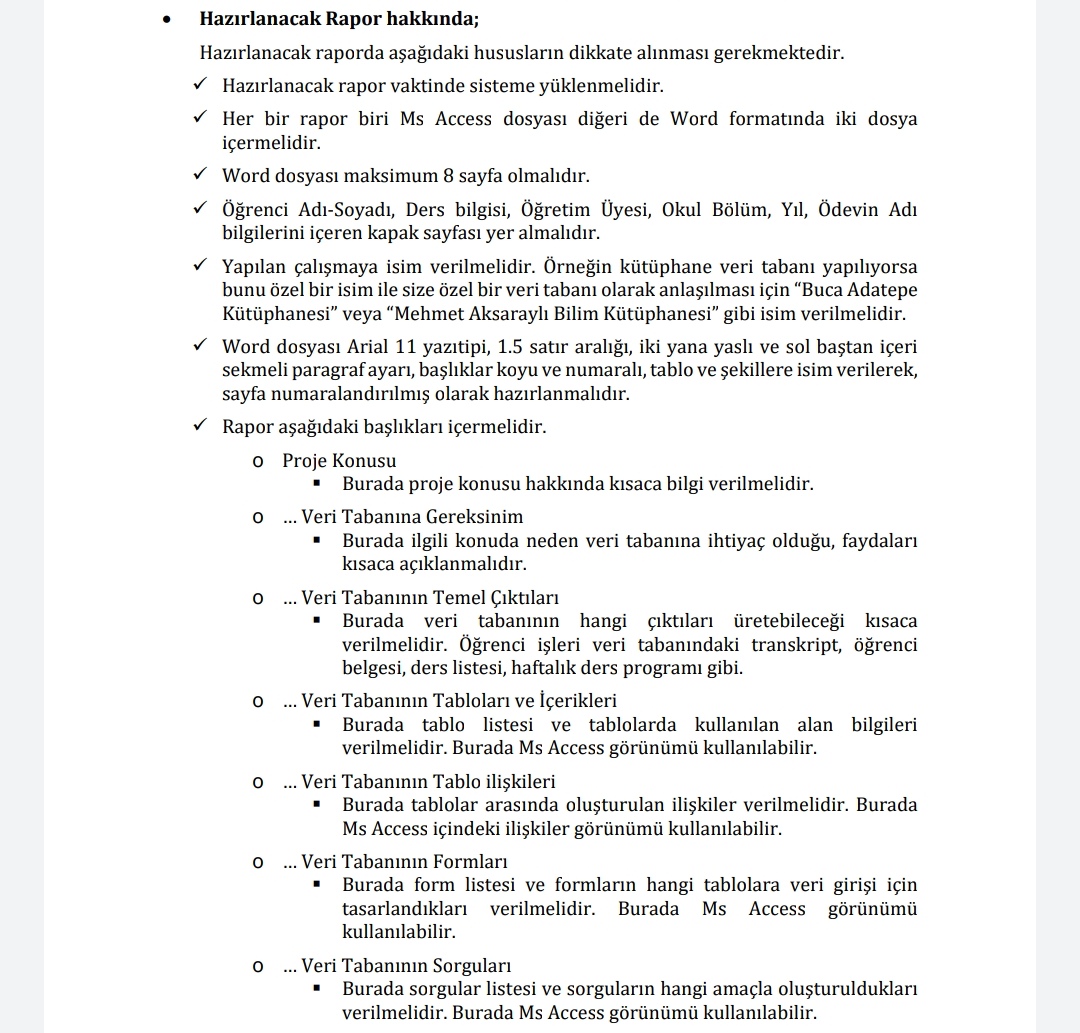 • Hazırlanacak Rapor hakkında;
Hazırlanacak raporda aşağıdaki hususların dikkate alınması gerekmektedir.
✓ Hazırlanacak rapor vaktinde sisteme yüklenmelidir.
✓ Her bir rapor biri Ms Access dosyası diğeri de Word formatında iki dosya
içermelidir.
✓ Word dosyası maksimum 8 sayfa olmalıdır.
✓ Öğrenci Adı-Soyadı, Ders bilgisi, Öğretim Üyesi, Okul Bölüm, Yıl, Ödevin Adı
bilgilerini içeren kapak sayfası yer almalıdır.
✓ Yapılan çalışmaya isim verilmelidir. Örneğin kütüphane veri tabanı yapılıyorsa
bunu özel bir isim ile size özel bir veri tabanı olarak anlaşılması için “Buca Adatepe
Kütüphanesi” veya “Mehmet Aksaraylı Bilim Kütüphanesi” gibi isim verilmelidir.
✓ Word dosyası Arial 11 yazıtipi, 1.5 satır aralığı, iki yana yaslı ve sol baştan içeri
sekmeli paragraf ayarı, başlıklar koyu ve numaralı, tablo ve şekillere isim verilerek,
sayfa numaralandırılmış olarak hazırlanmalıdır.
✓ Rapor aşağıdaki başlıkları içermelidir.
o Proje Konusu
▪ Burada proje konusu hakkında kısaca bilgi verilmelidir.
o ... Veri Tabanına Gereksinim
▪ Burada ilgili konuda neden veri tabanına ihtiyaç olduğu, faydaları
kısaca açıklanmalıdır.
o ... Veri Tabanının Temel Çıktıları
▪ Burada veri tabanının hangi çıktıları üretebileceği kısaca
verilmelidir. Öğrenci işleri veri tabanındaki transkript, öğrenci
belgesi, ders listesi, haftalık ders programı gibi.
o ... Veri Tabanının Tabloları ve İçerikleri
▪ Burada tablo listesi ve tablolarda kullanılan alan bilgileri
verilmelidir. Burada Ms Access görünümü kullanılabilir.
o ... Veri Tabanının Tablo ilişkileri
▪ Burada tablolar arasında oluşturulan ilişkiler verilmelidir. Burada
Ms Access içindeki ilişkiler görünümü kullanılabilir.
o ... Veri Tabanının Formları
▪ Burada form listesi ve formların hangi tablolara veri girişi için
tasarlandıkları verilmelidir. Burada Ms Access görünümü
kullanılabilir.
o ... Veri Tabanının Sorguları
▪ Burada sorgular listesi ve sorguların hangi amaçla oluşturuldukları
verilmelidir. Burada Ms Access görünümü kullanılabilir.